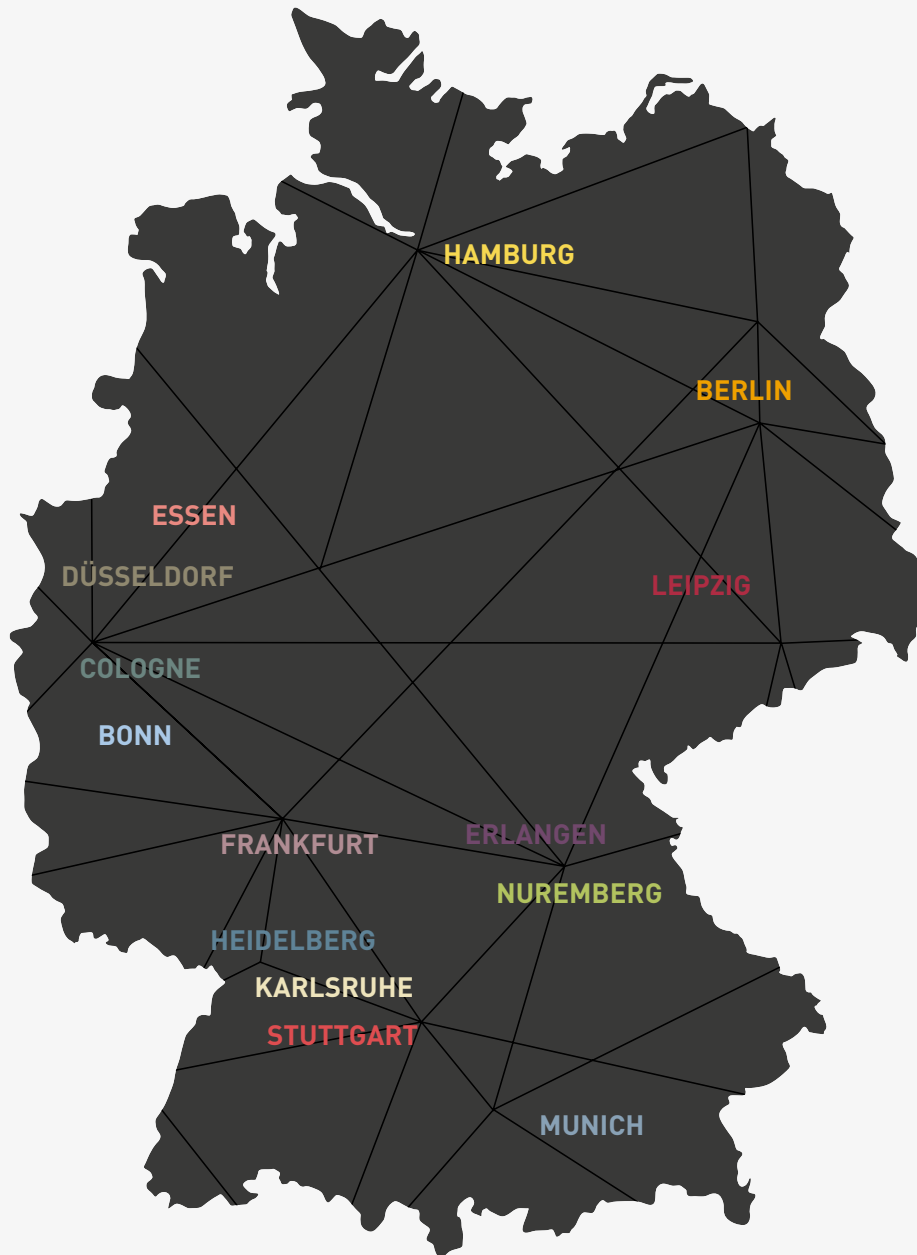 HAMBURG
BERLIN
ESSEN
DÜSSELDORF
LEIPZIG
COLOGNE
BONN
ERLANGEN
FRANKFURT
NUREMBERG
HEIDELBERG
KARLSRUHE
STUTTGART
MUNICH